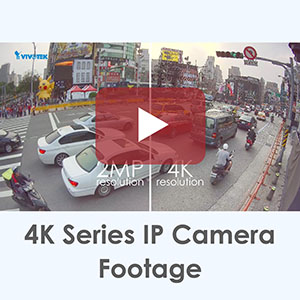 VIVOTEK
2MP
resolution
4K
resolution
4K Series IP Camera
Footage